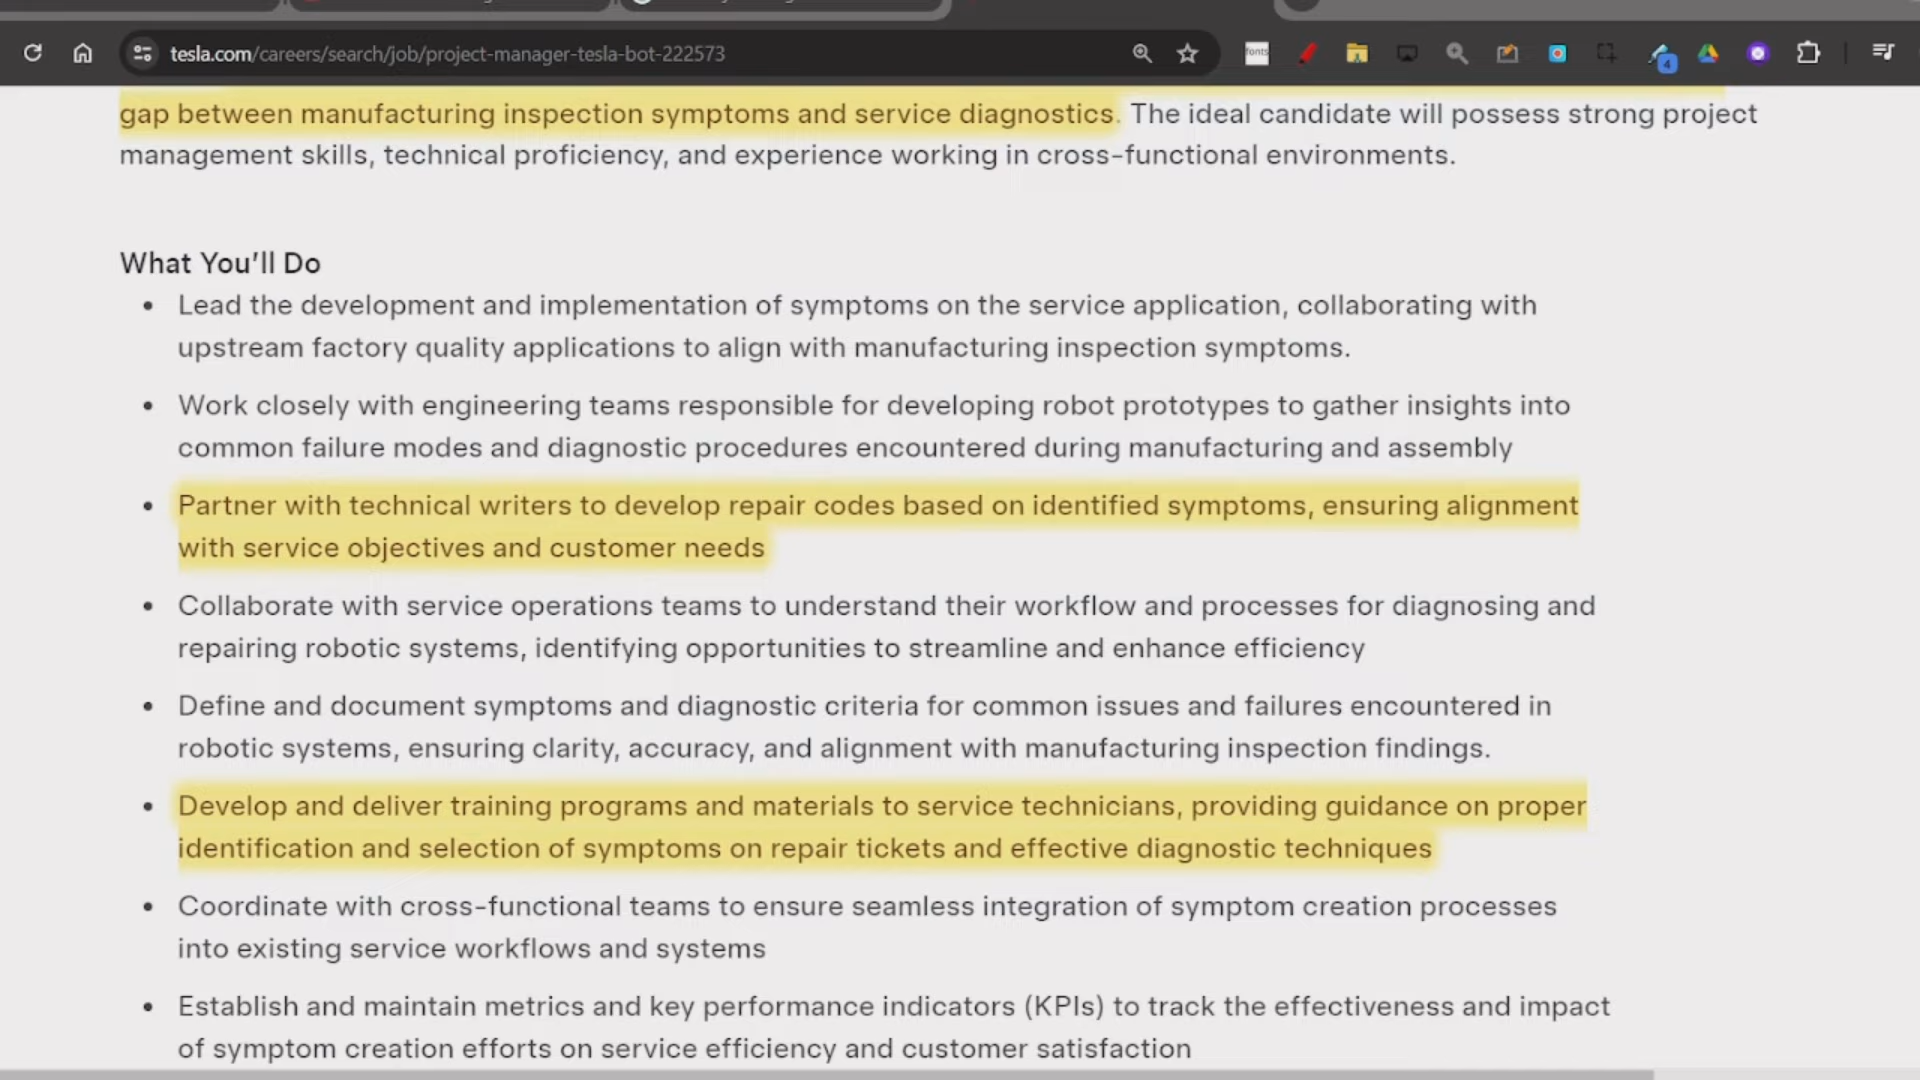 tesla.com/careers/search/job/project-manager-tesla-bot-222573
fonts
4
gap between manufacturing inspection symptoms and service diagnostics. The ideal candidate will possess strong project
management skills, technical proficiency, and experience working in cross-functional environments.
What You’ll Do
• Lead the development and implementation of symptoms on the service application, collaborating with
upstream factory quality applications to align with manufacturing inspection symptoms.
• Work closely with engineering teams responsible for developing robot prototypes to gather insights into
common failure modes and diagnostic procedures encountered during manufacturing and assembly
• Partner with technical writers to develop repair codes based on identified symptoms, ensuring alignment
with service objectives and customer needs
• Collaborate with service operations teams to understand their workflow and processes for diagnosing and
repairing robotic systems, identifying opportunities to streamline and enhance efficiency
• Define and document symptoms and diagnostic criteria for common issues and failures encountered in
robotic systems, ensuring clarity, accuracy, and alignment with manufacturing inspection findings.
• Develop and deliver training programs and materials to service technicians, providing guidance on proper
identification and selection of symptoms on repair tickets and effective diagnostic techniques
• Coordinate with cross-functional teams to ensure seamless integration of symptom creation processes
into existing service workflows and systems
• Establish and maintain metrics and key performance indicators (KPIs) to track the effectiveness and impact
of symptom creation efforts on service efficiency and customer satisfaction